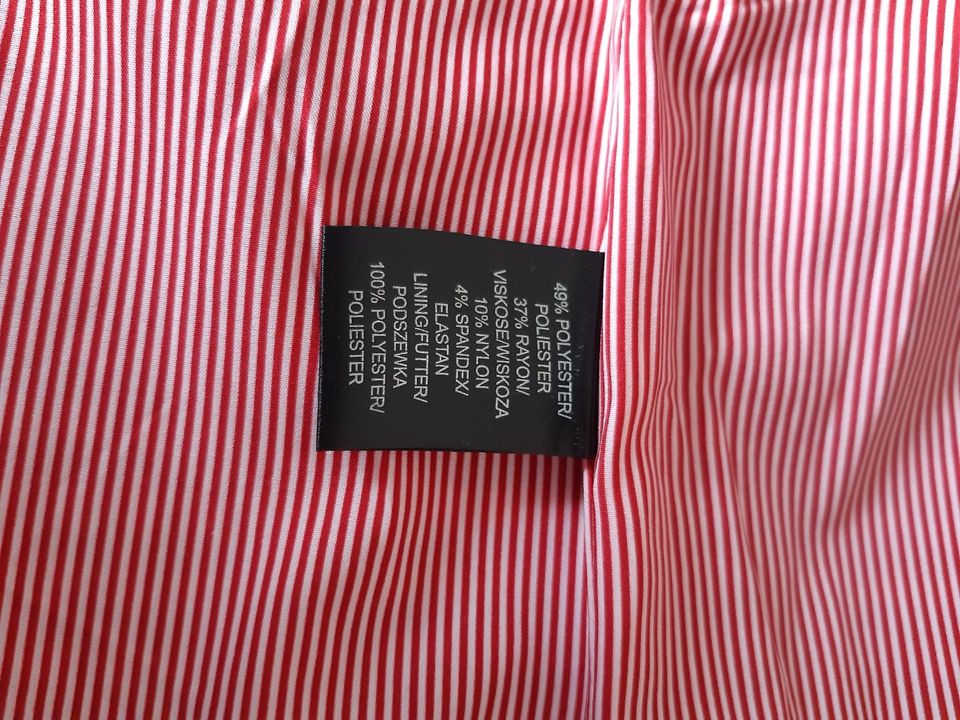 49% POLYESTER/
POLIESTER
37% RAYON/
VISKOSE/WISKOZA
10% NYLON
4% SPANDEX/
ELASTAN
LINING/FUTTER/
PODSZEWKA
100% POLYESTER/
POLIESTER